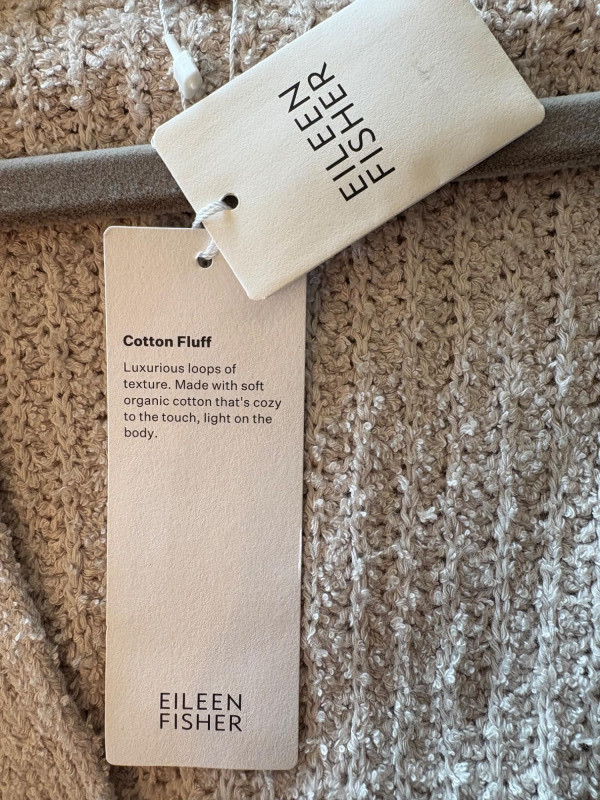 EILEEN
FISHER
Cotton Fluff
Luxurious loops of
texture. Made with soft
organic cotton that's cozy
to the touch, light on the
body.
EILEEN
FISHER